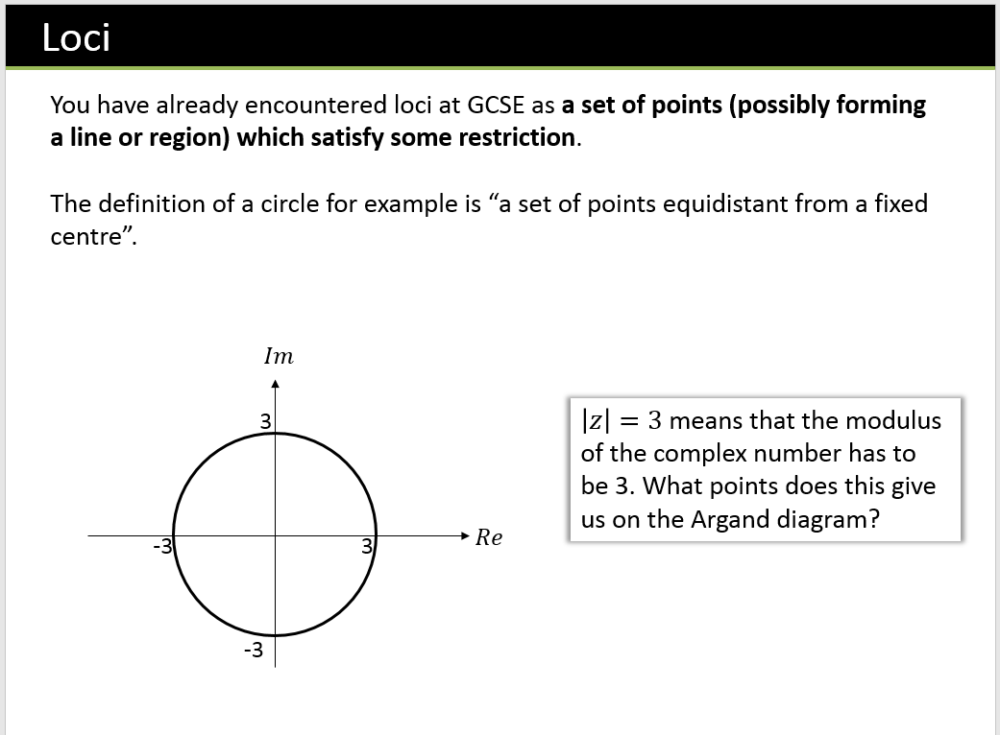 Loci
You have already encountered loci at GCSE as a set of points (possibly forming
a line or region) which satisfy some restriction.
The definition of a circle for example is “a set of points equidistant from a fixed
centre”.
Im
3
|z| = 3 means that the modulus
of the complex number has to
be 3. What points does this give
us on the Argand diagram?
Re
-3
3
-3